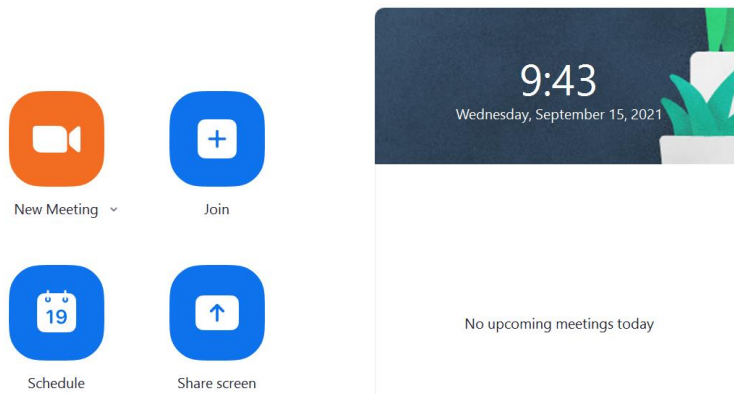 9:43
Wednesday, September 15, 2021
New Meeting
Join
19
Schedule
Share screen
No upcoming meetings today